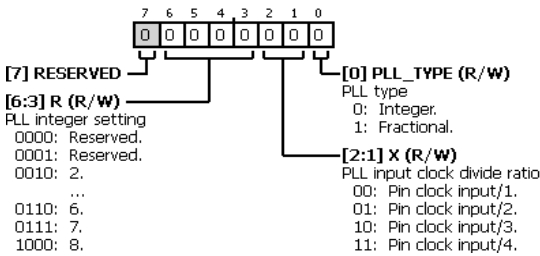 7 6 5 4 3 2 1 0
0 0 0 0 0 0 0 0
[7] RESERVED
[6:3] R (R/W)
PLL integer setting
0000: Reserved.
0001: Reserved.
0010: 2.
...
0110: 6.
0111: 7.
1000: 8.
[0] PLL_TYPE (R/W)
PLL type
0: Integer.
1: Fractional.
[2:1] X (R/W)
PLL input clock divide ratio
00: Pin clock input/1.
01: Pin clock input/2.
10: Pin clock input/3.
11: Pin clock input/4.